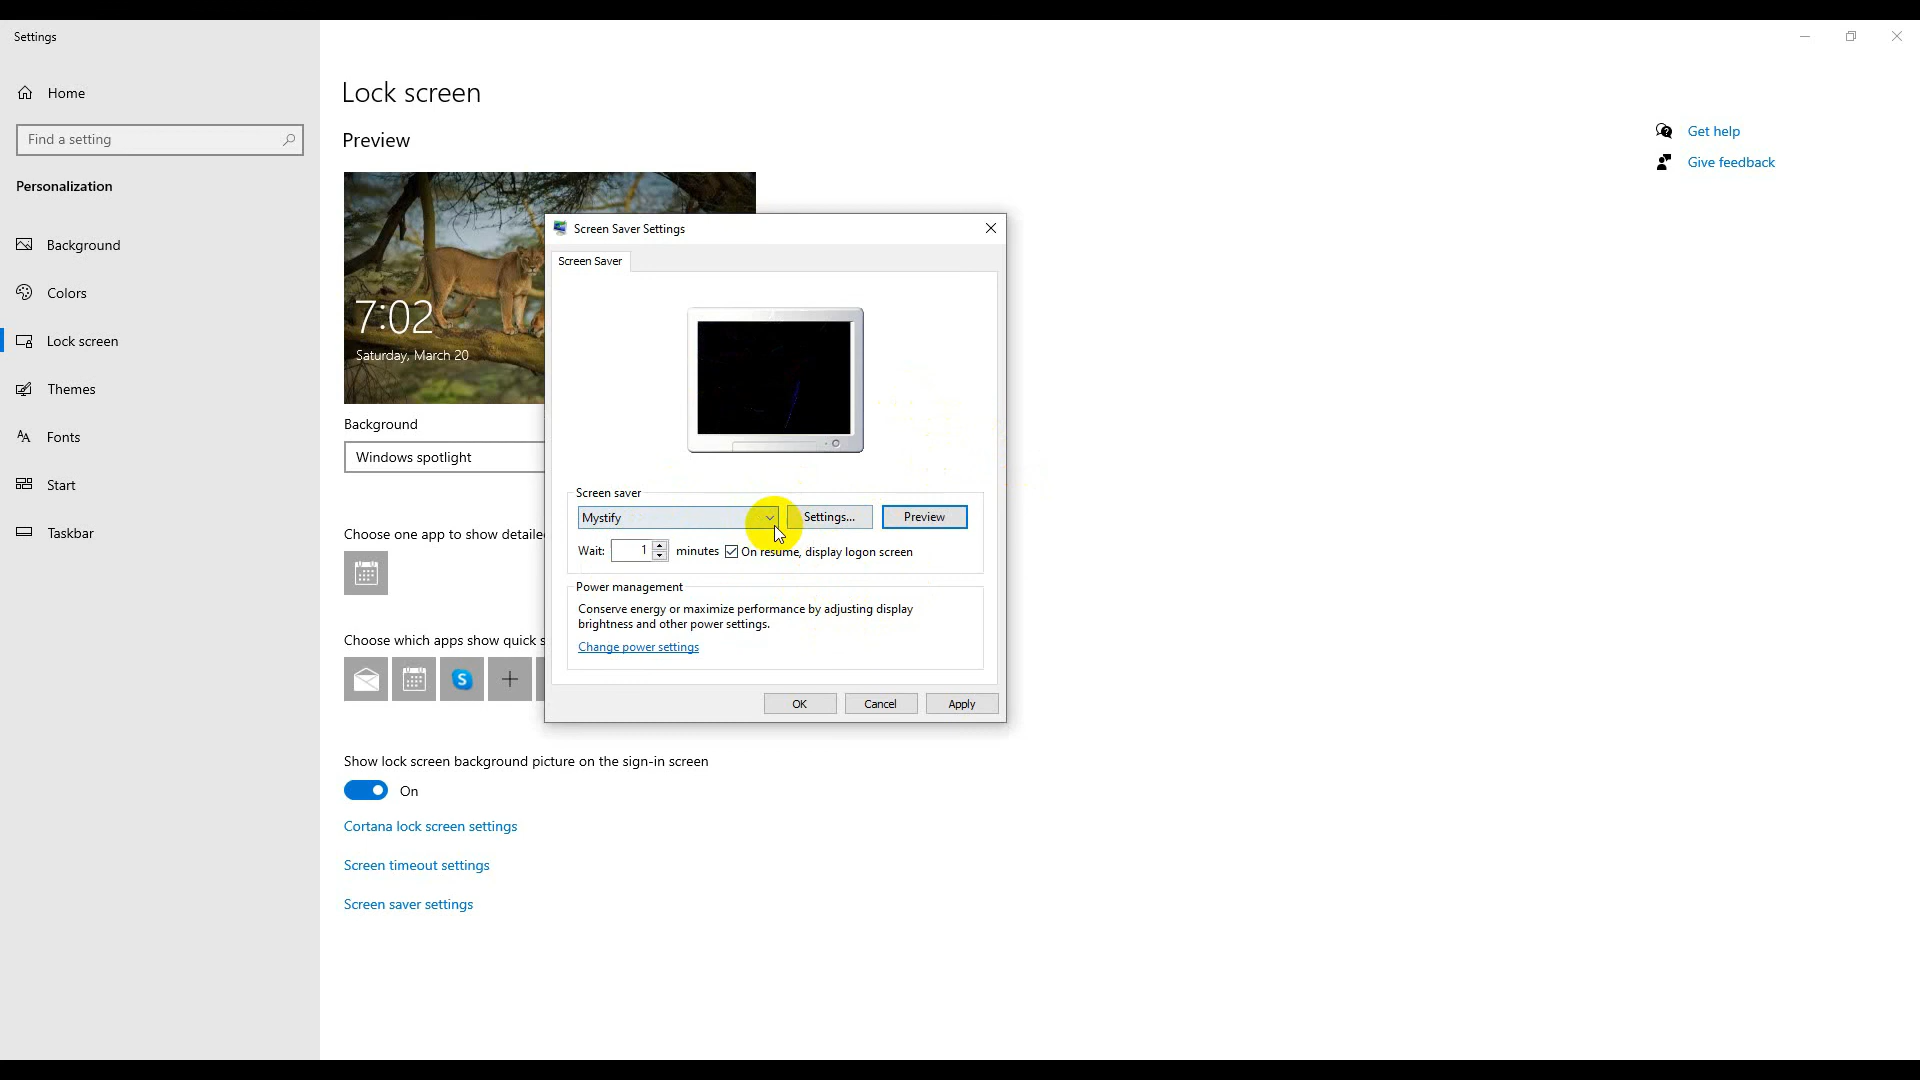 Settings
Home
Find a setting
Personalization
Background
Colors
Lock screen
Themes
Fonts
Start
Taskbar
Lock screen
Preview
7:02
Saturday, March 20
Background
Windows spotlight
Choose one app to show detaile
Choose which apps show quick s
Show lock screen background picture on the sign-in screen
On
Cortana lock screen settings
Screen timeout settings
Screen saver settings
Screen Saver Settings
Screen Saver
Screen saver
Mystify
Settings...
Preview
Wait:
1
minutes
On resume, display logon screen
Power management
Conserve energy or maximize performance by adjusting display
brightness and other power settings.
Change power settings
OK
Cancel
Apply
Get help
Give feedback